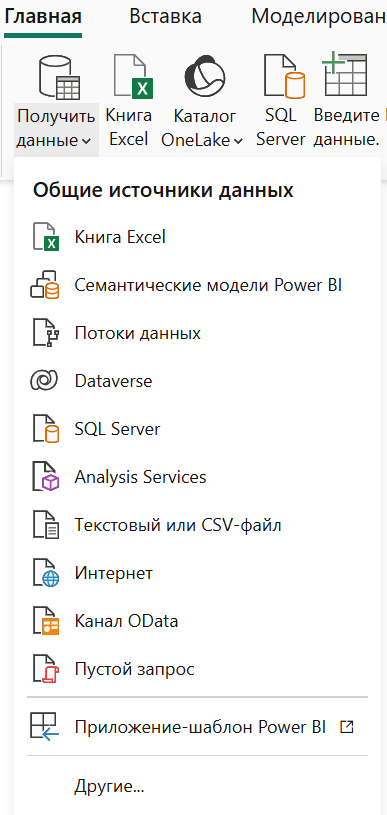 Главная Вставка Моделирован
Получить данные Книга Excel Каталог OneLake SQL Server Введите данные.
Общие источники данных
Книга Excel
Семантические модели Power BI
Потоки данных
Dataverse
SQL Server
Analysis Services
Текстовый или CSV-файл
Интернет
Канал OData
Пустой запрос
Приложение-шаблон Power BI
Другие...